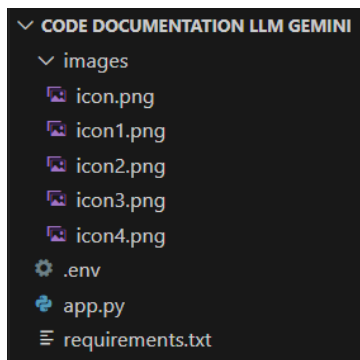 CODE DOCUMENTATION LLM GEMINI
images
icon.png
icon1.png
icon2.png
icon3.png
icon4.png
.env
app.py
requirements.txt